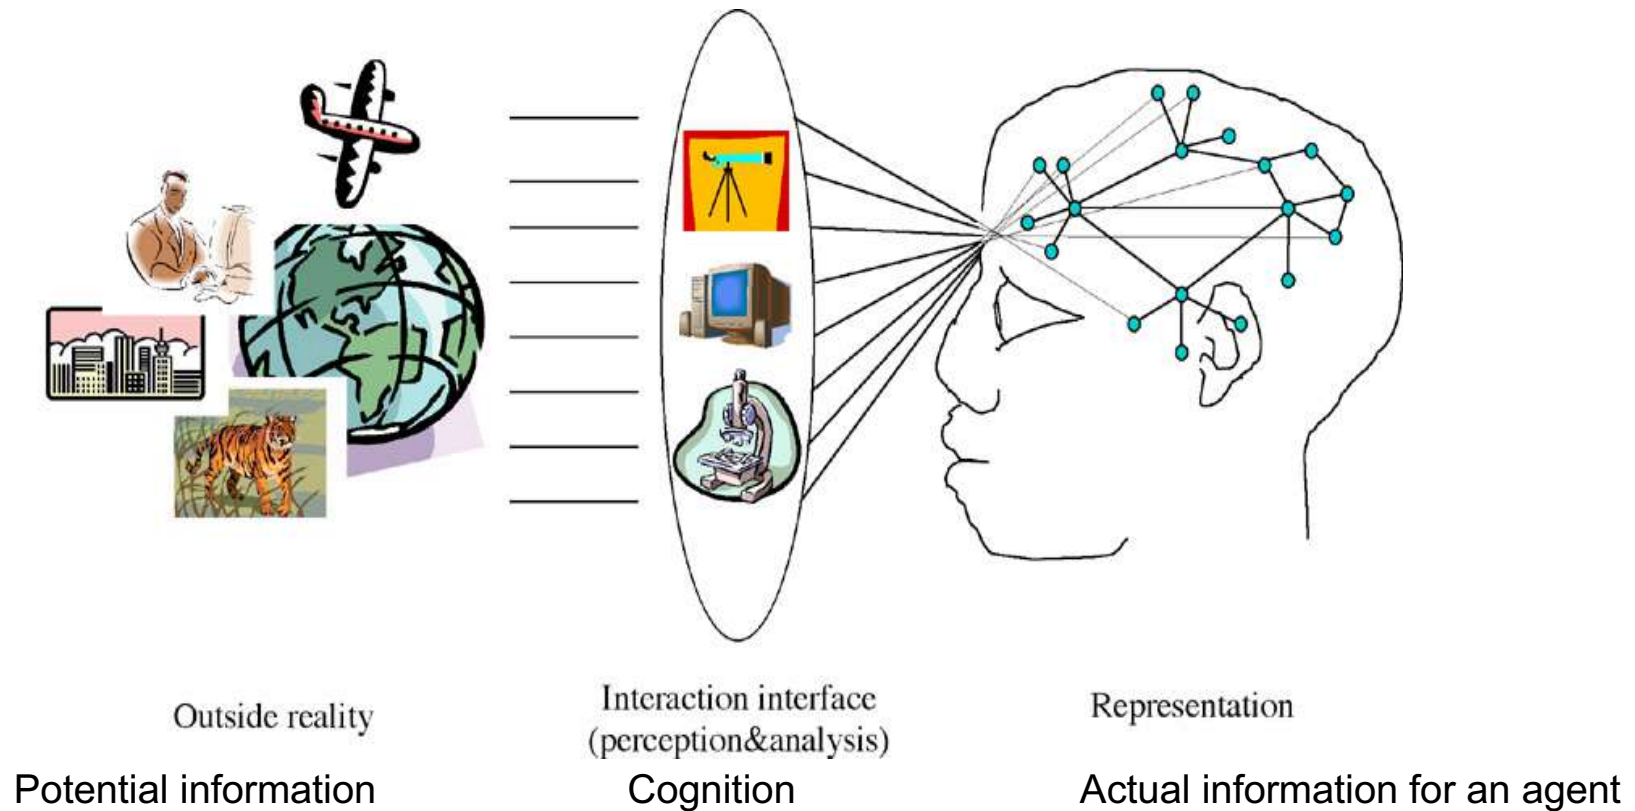 Outside reality
Interaction interface
(perception&analysis)
Representation
Potential information
Cognition
Actual information for an agent